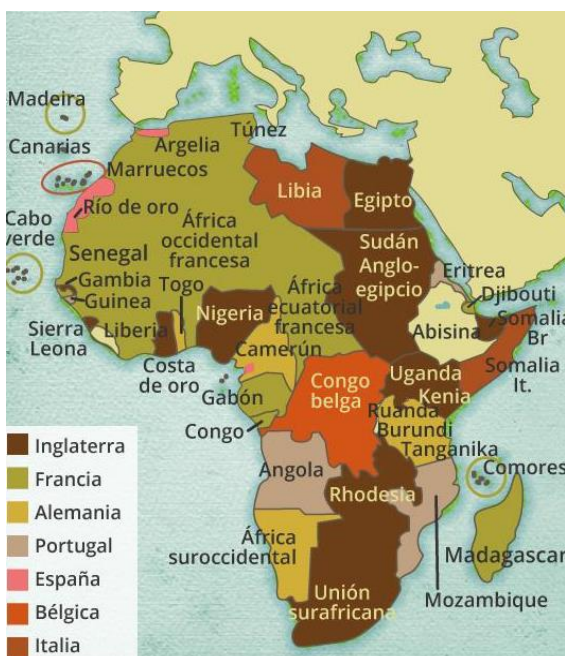 Madeira
Canarias
Argelia
Túnez
Marruecos
Libia
Egipto
Río de oro
Cabo
verde
África
occidental
francesa
Senegal
Gambia
Guinea
Togo
Sudán
Anglo-
egipcio
Eritrea
Djibouti
Somalia
Br
Abisina
África
ecuatorial
francesa
Nigeria
Sierra
Leona
Liberia
Costa
de oro
Camerún
Gabón
Congo
Congo
belga
Uganda
Kenia
Somalia
It.
Ruanda
Burundi
Tanganika
Comores
Angola
Rhodesia
África
suroccidental
Madagascar
Mozambique
Unión
surafricana
Inglaterra
Francia
Alemania
Portugal
España
Bélgica
Italia